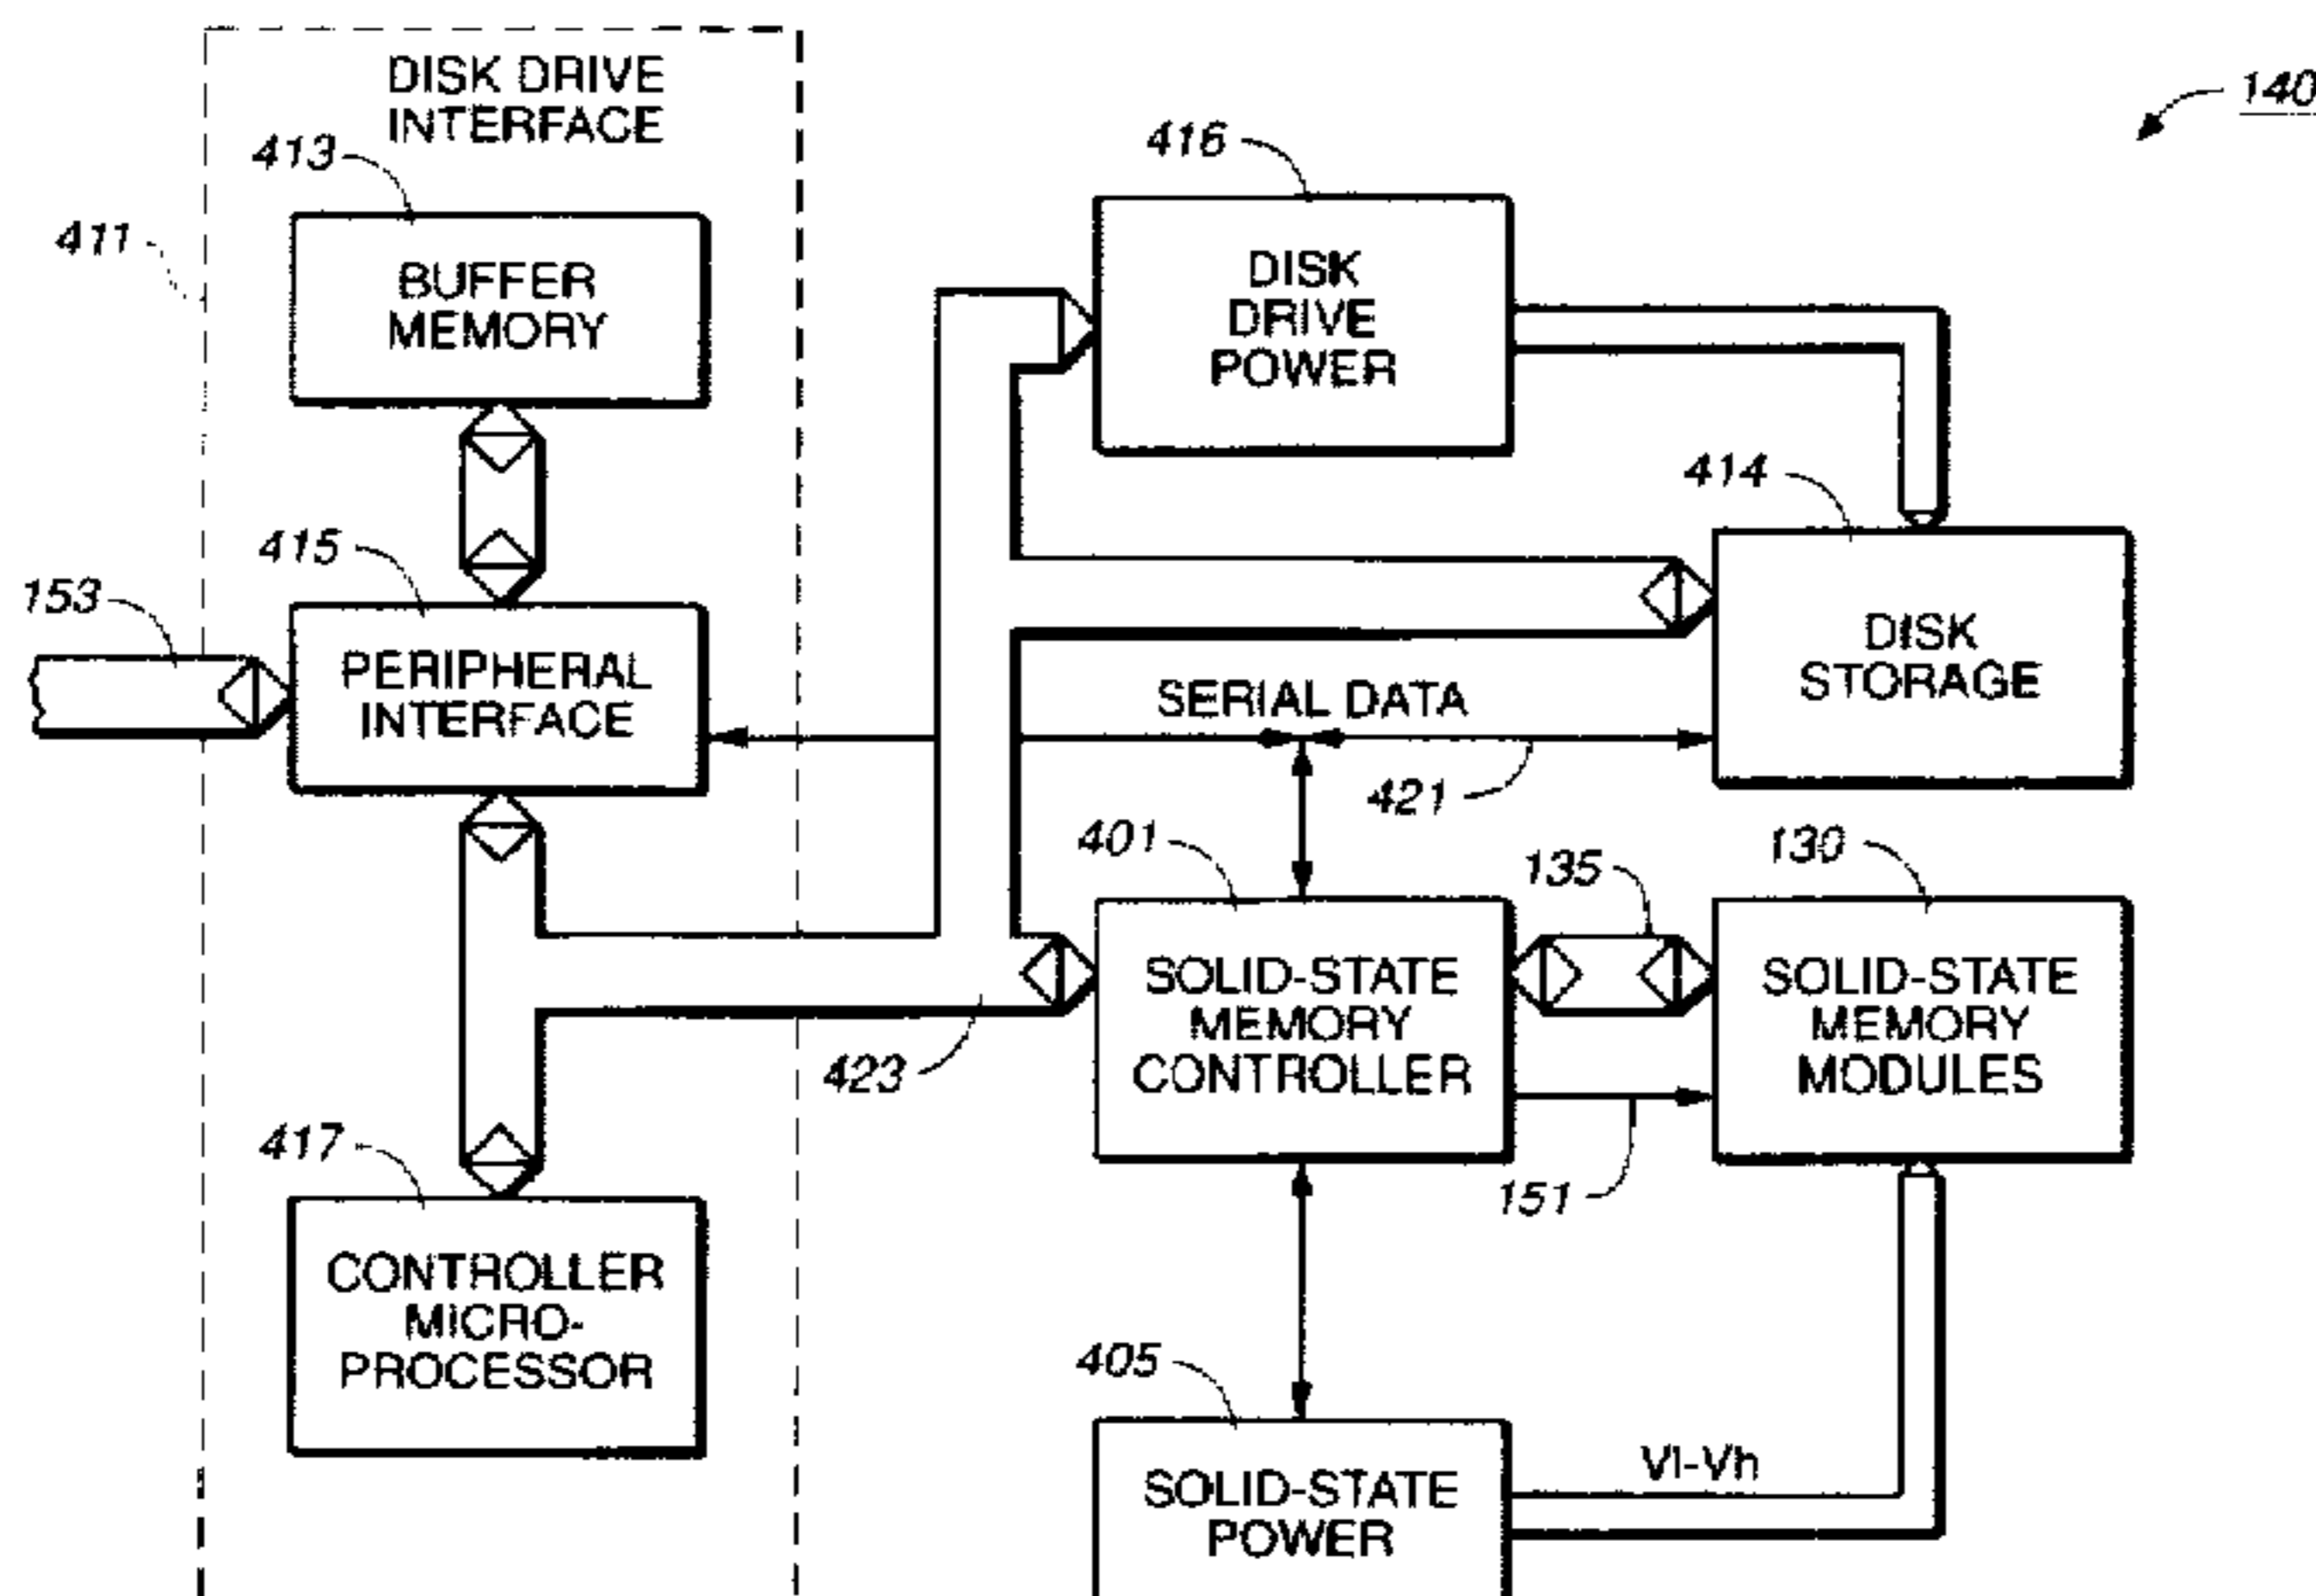 DISK DRIVE
INTERFACE
140
413
416
411
BUFFER
MEMORY
DISK
DRIVE
POWER
414
415
153
PERIPHERAL
INTERFACE
DISK
STORAGE
SERIAL DATA
421
401
135
130
SOLID-STATE
MEMORY
CONTROLLER
SOLID-STATE
MEMORY
MODULES
423
417
151
CONTROLLER
MICRO-
PROCESSOR
405
Vl-Vh
SOLID-STATE
POWER